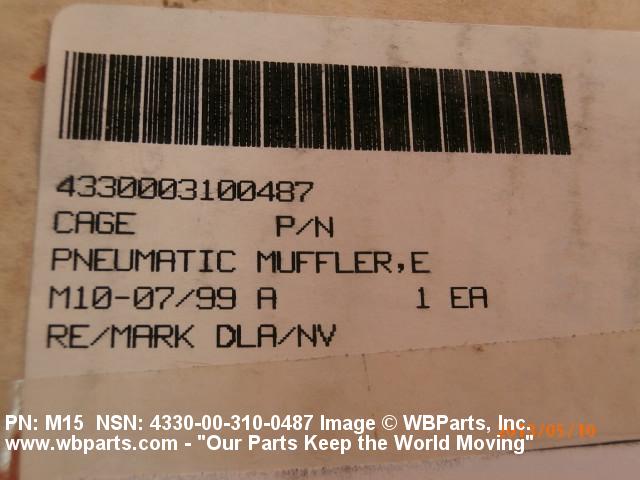 4330003100487
CAGE P/N
PNEUMATIC MUFFLER,E
M10-07/99 A 1 EA
RE/MARK DLA/NV
PN: M15 NSN: 4330-00-310-0487 Image © WBParts, Inc.
www.wbparts.com - "Our Parts Keep the World Moving"